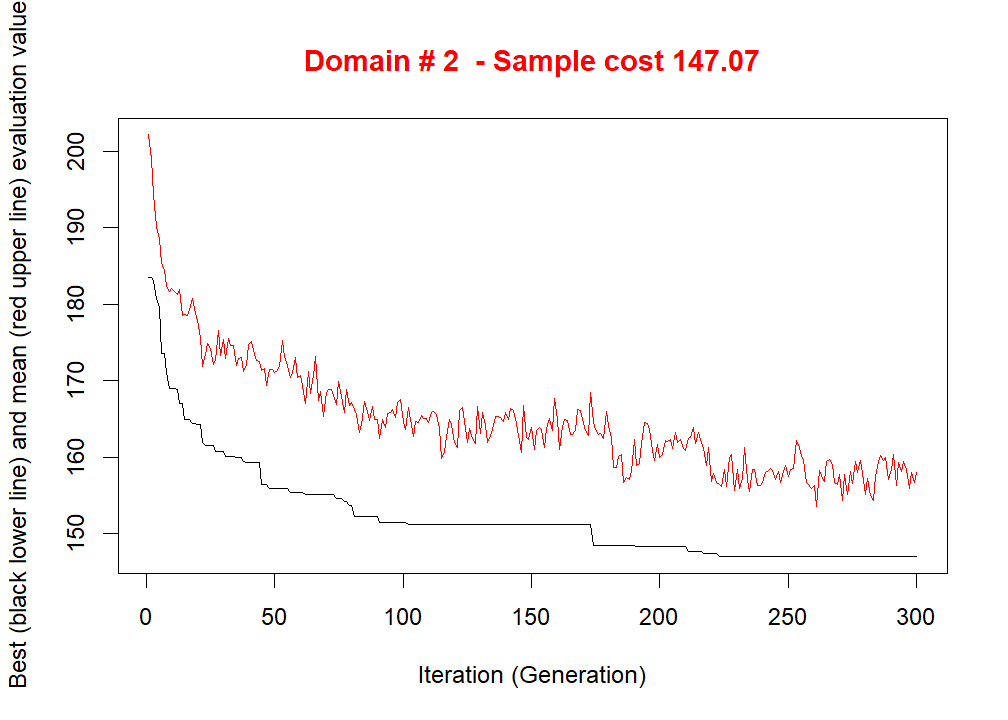 Domain # 2  - Sample cost 147.07
Best (black lower line) and mean (red upper line) evaluation value
200
190
180
170
160
150
0 50 100 150 200 250 300
Iteration (Generation)